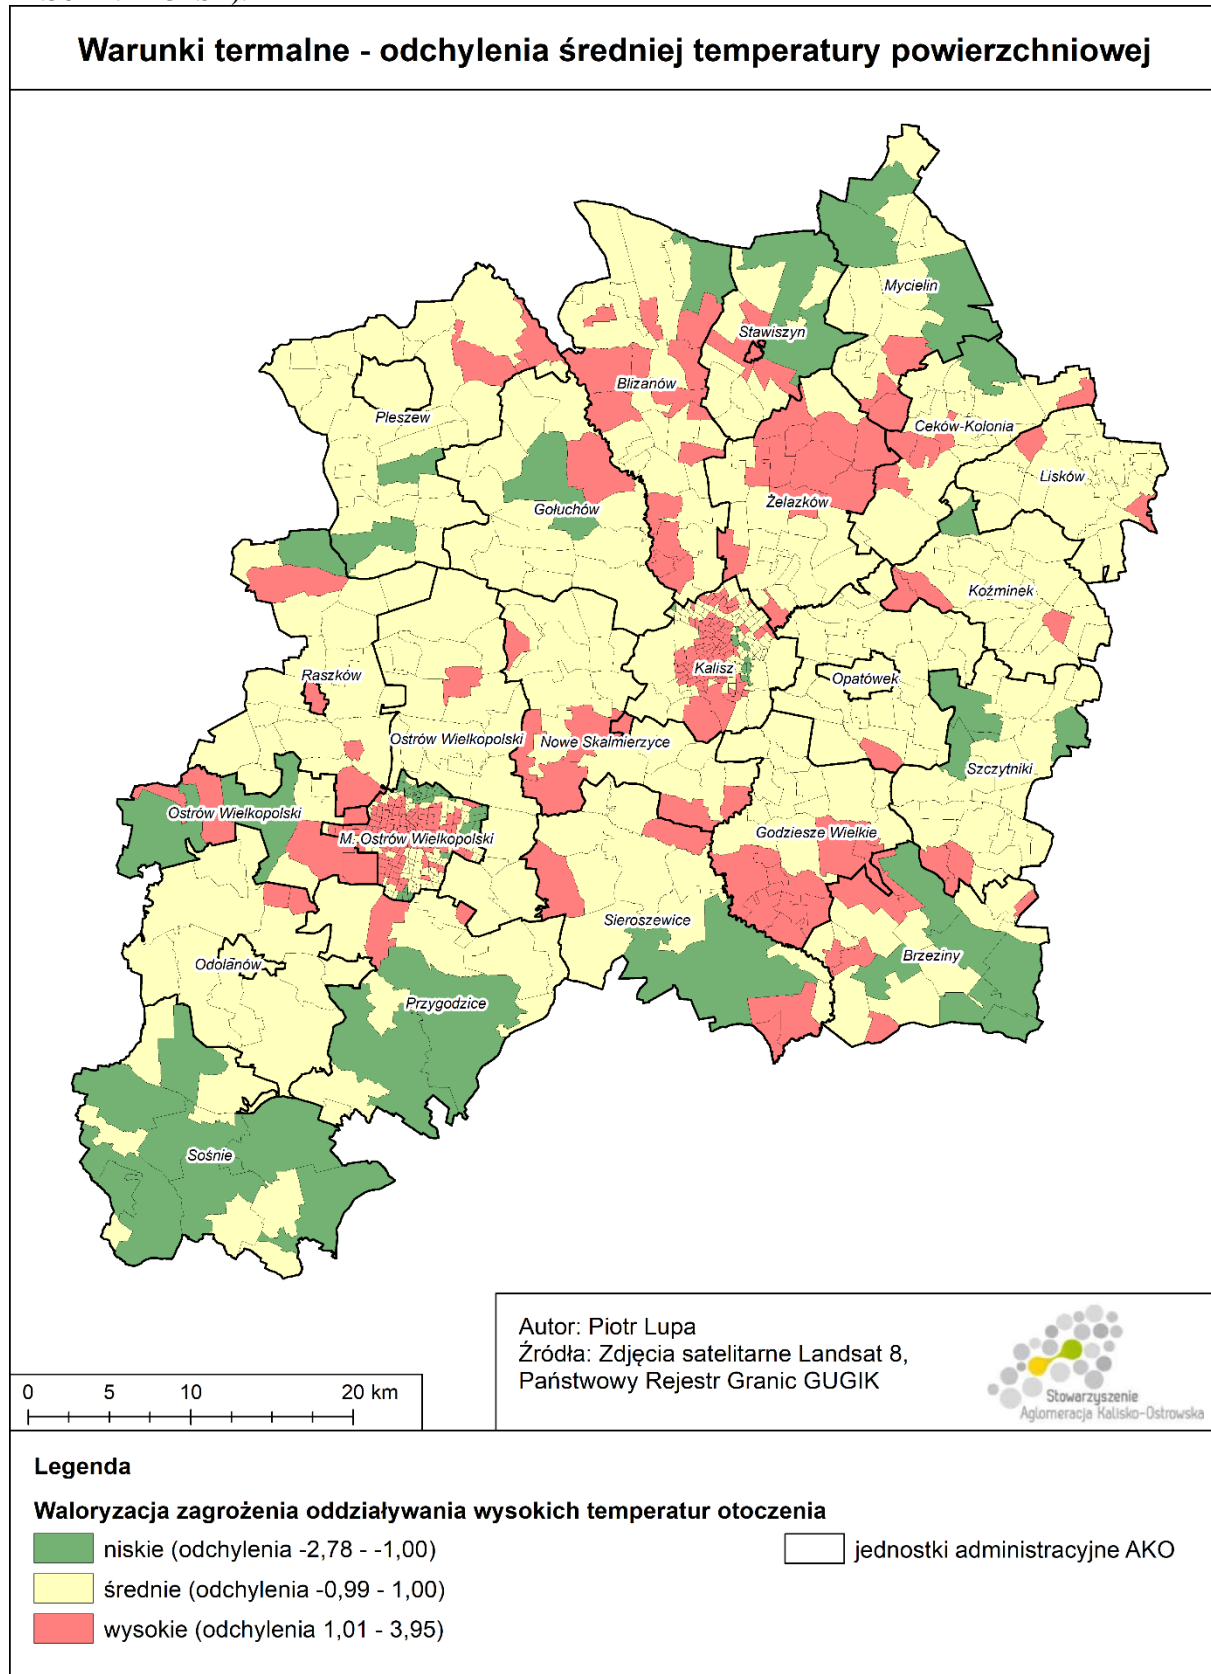 Warunki termalne - odchylenia średniej temperatury powierzchniowej
Mycielin
Stawiszyn
Blizanów
Pleszew
Ceków-Kolonia
Lisków
Gołuchów
Żelazków
Koźminek
Kalisz
Opatówek
Raszków
Ostrów Wielkopolski
Nowe Skalmierzyce
Szczytniki
Ostrów Wielkopolski
M. Ostrów Wielkopolski
Godziesze Wielkie
Sieroszewice
Brzeziny
Odolanów
Przygodzice
Sośnie
Autor: Piotr Lupa
Źródła: Zdjęcia satelitarne Landsat 8,
Państwowy Rejestr Granic GUGIK
Stowarzyszenie
Aglomeracja Kalisko-Ostrowska
0 5 10 20 km
Legenda
Waloryzacja zagrożenia oddziaływania wysokich temperatur otoczenia
niskie (odchylenia -2,78 - -1,00)
jednostki administracyjne AKO
średnie (odchylenia -0,99 - 1,00)
wysokie (odchylenia 1,01 - 3,95)